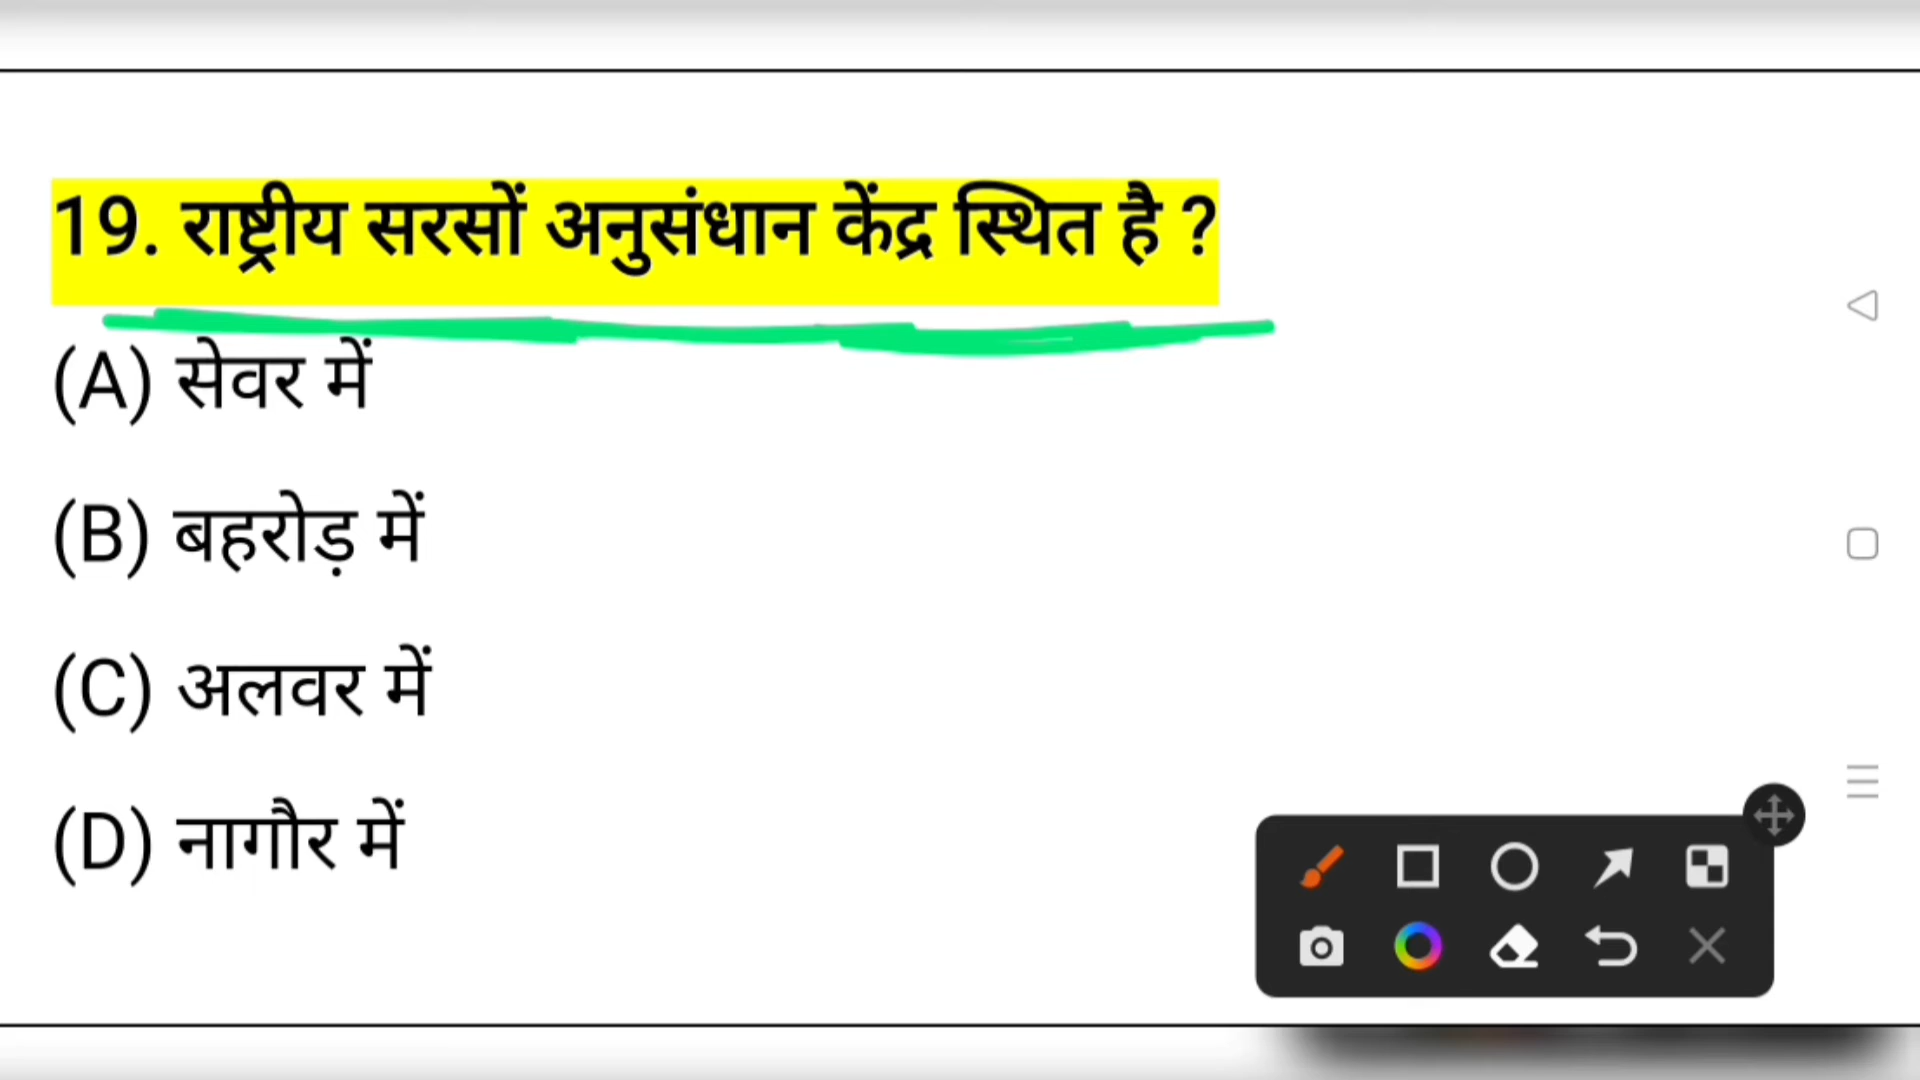 19. राष्ट्रीय सरसों अनुसंधान केंद्र स्थित है ?
(A) सेवर में
(B) बहरोड़ में
(C) अलवर में
(D) नागौर में